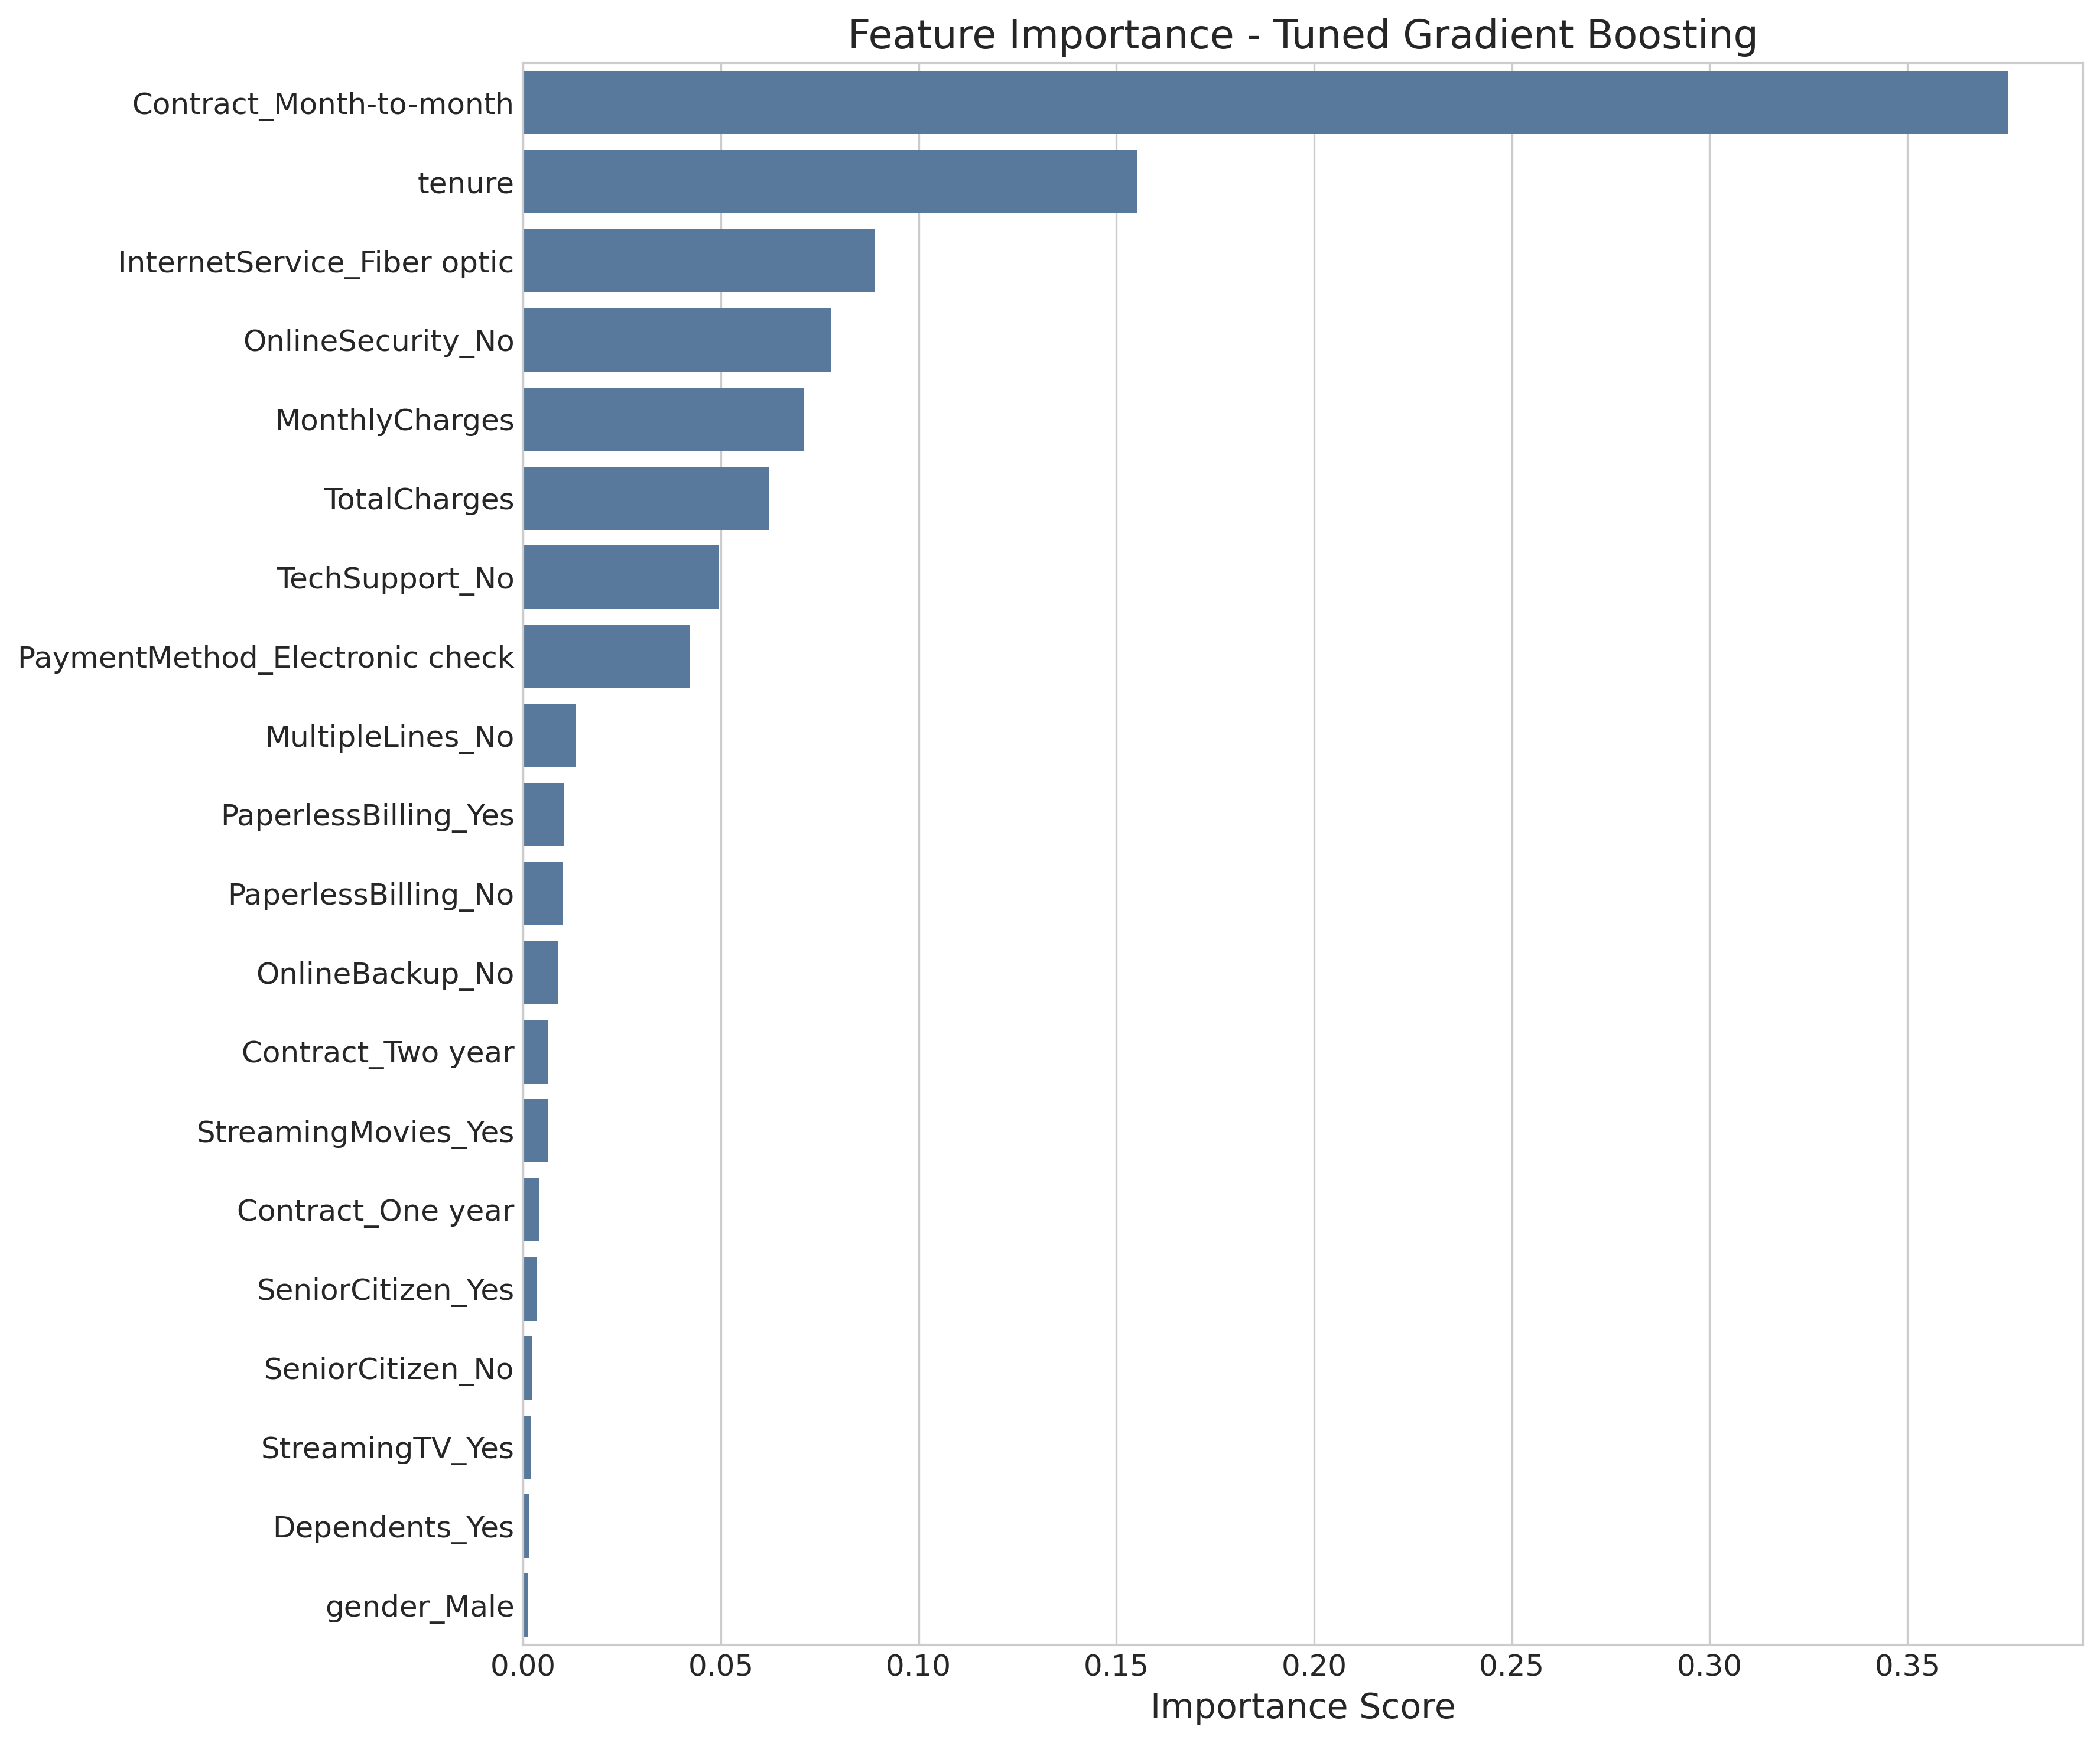 Feature Importance - Tuned Gradient Boosting
Contract_Month-to-month
tenure
InternetService_Fiber optic
OnlineSecurity_No
MonthlyCharges
TotalCharges
TechSupport_No
PaymentMethod_Electronic check
MultipleLines_No
PaperlessBilling_Yes
PaperlessBilling_No
OnlineBackup_No
Contract_Two year
StreamingMovies_Yes
Contract_One year
SeniorCitizen_Yes
SeniorCitizen_No
StreamingTV_Yes
Dependents_Yes
gender_Male
0.00 0.05 0.10 0.15 0.20 0.25 0.30 0.35
Importance Score